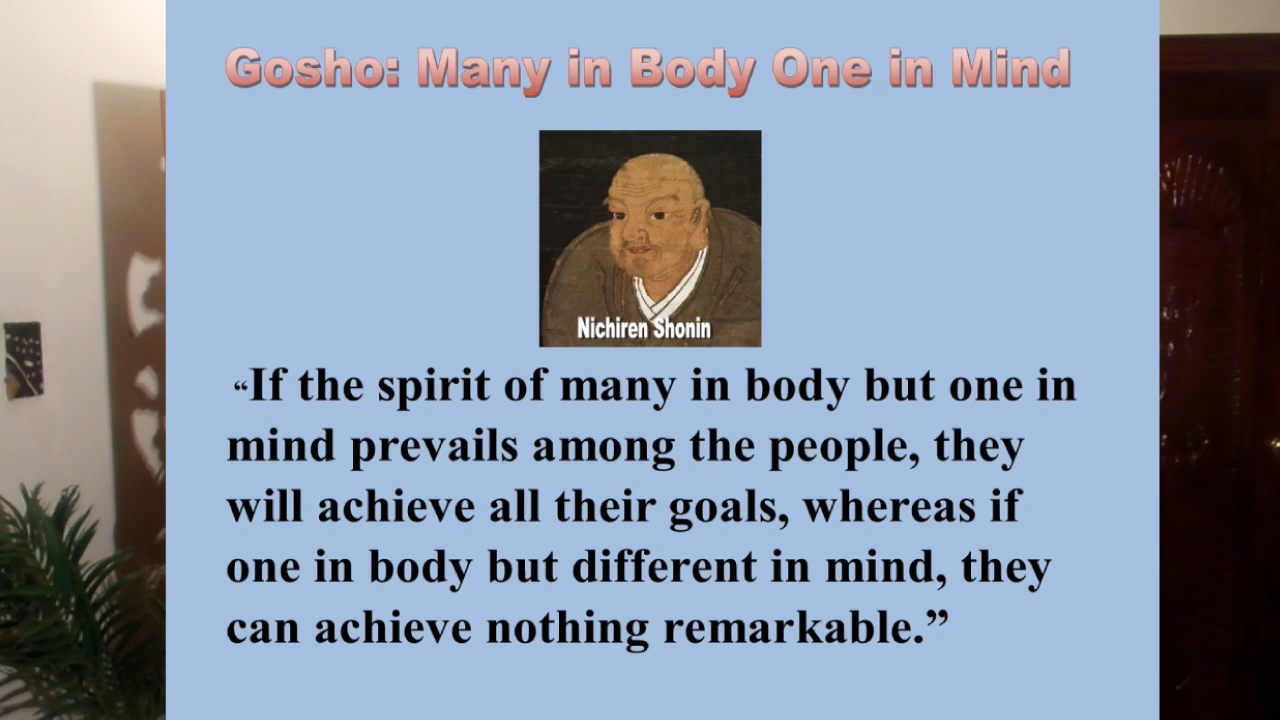 Gosho: Many in Body One in Mind
Nichiren Shonin
“If the spirit of many in body but one in
mind prevails among the people, they
will achieve all their goals, whereas if
one in body but different in mind, they
can achieve nothing remarkable.”